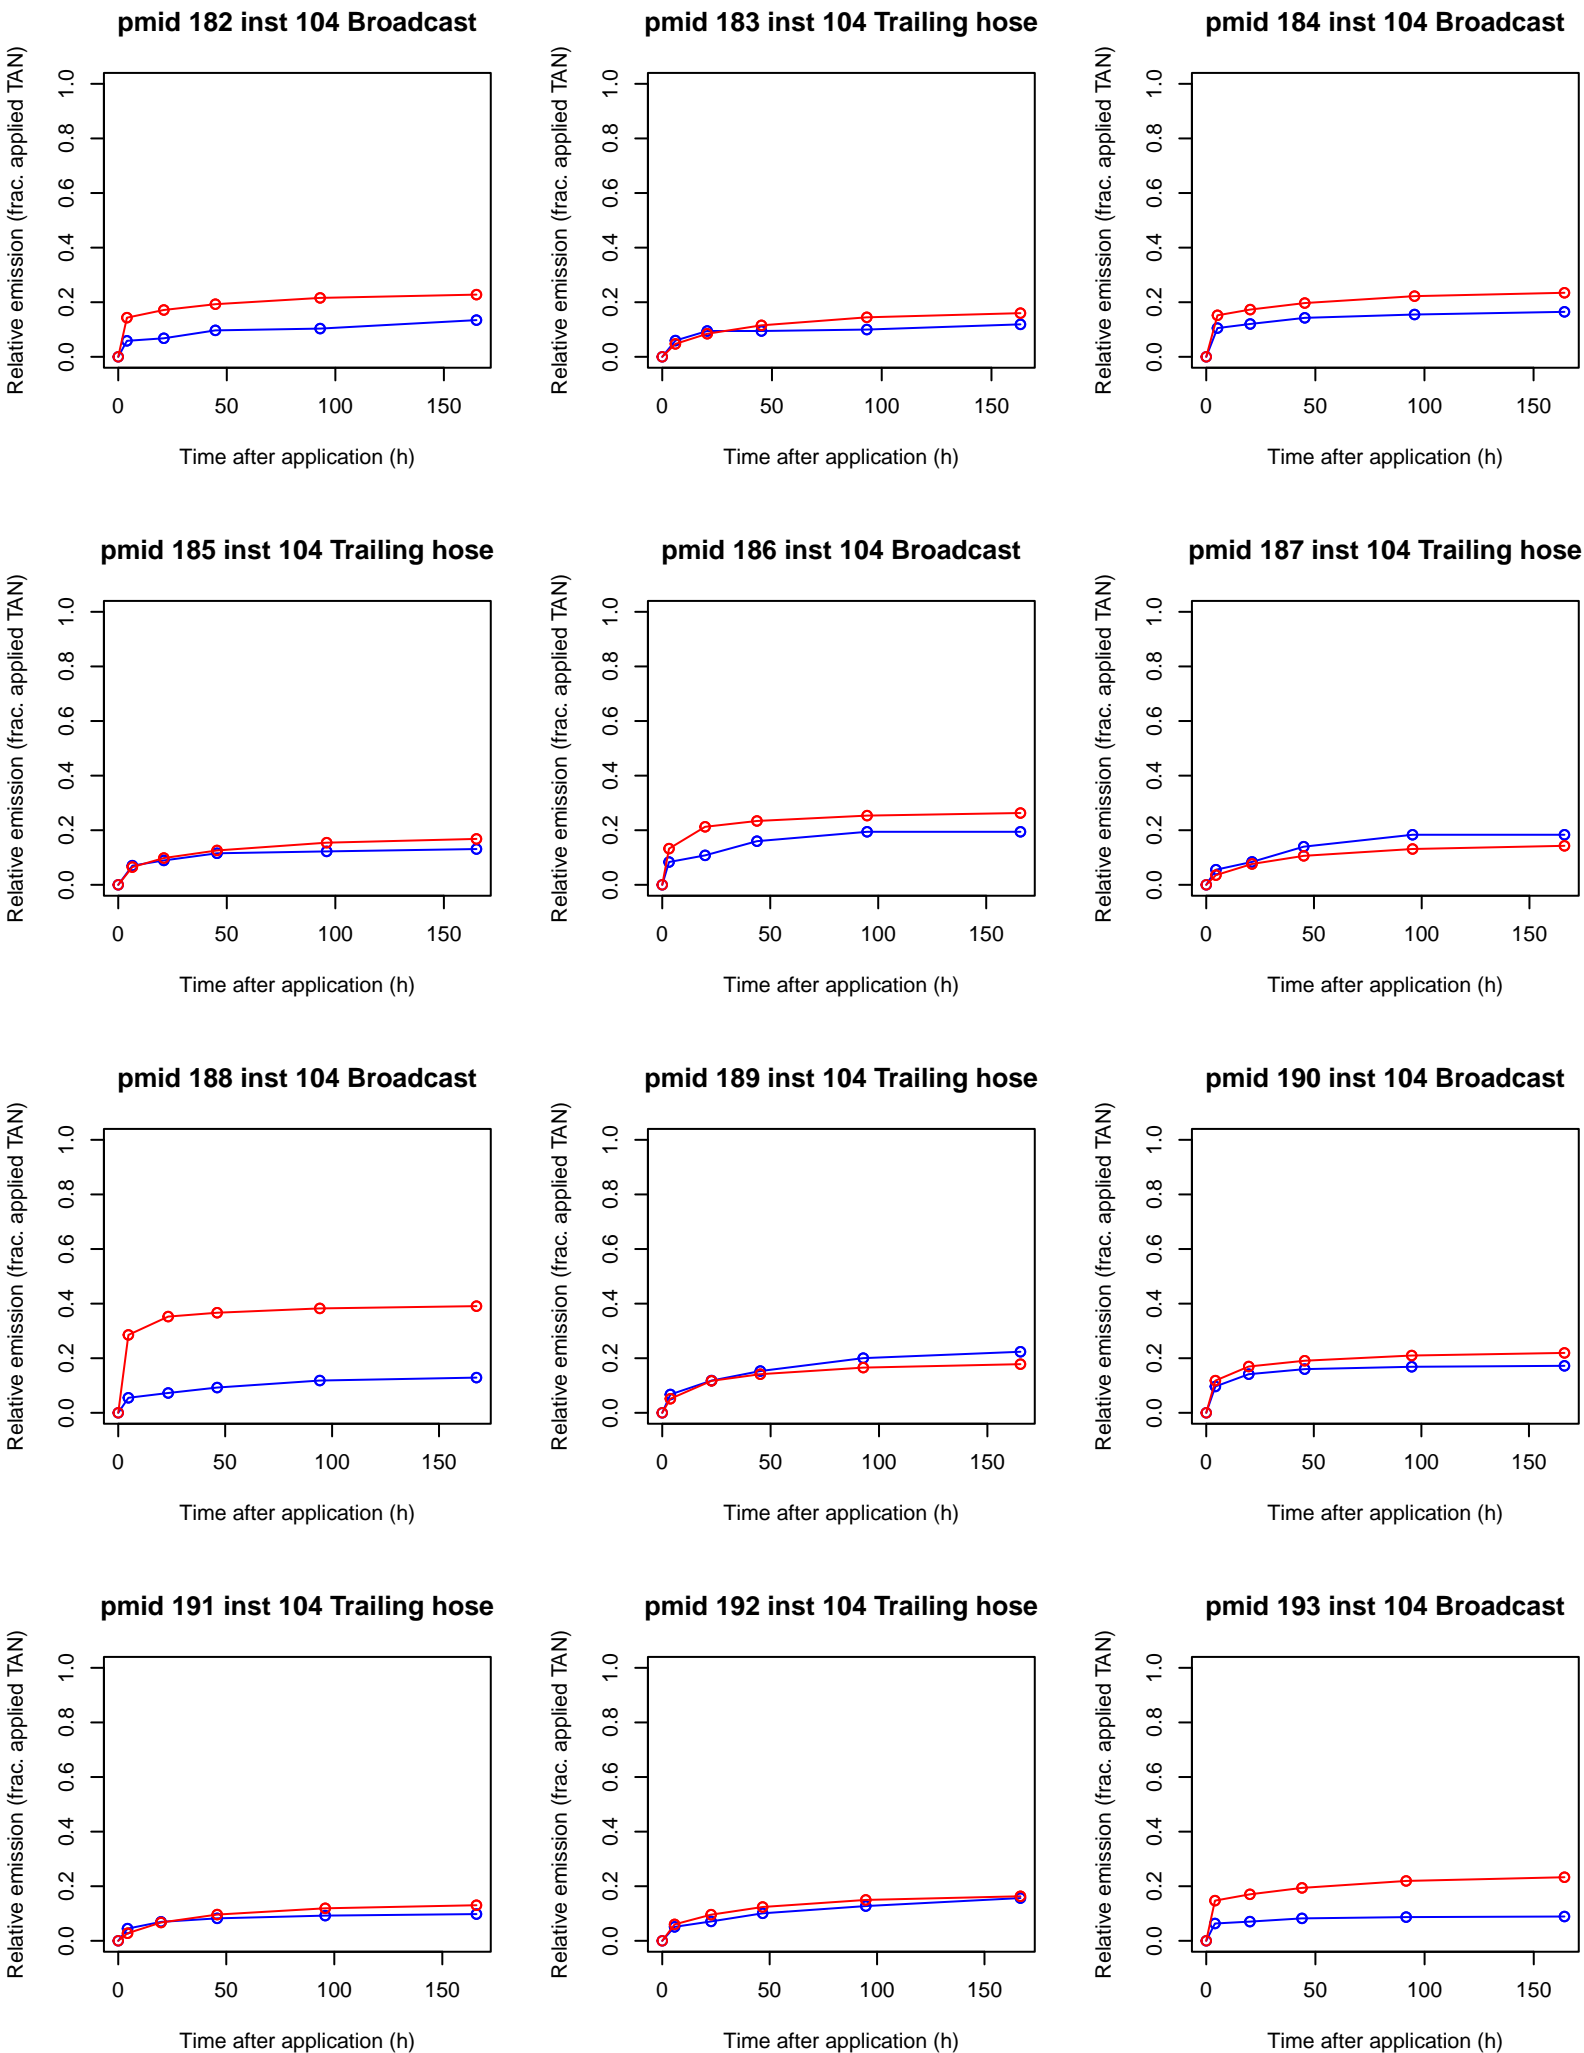 pmid 182 inst 104 Broadcast
Relative emission (frac. applied TAN)
0.0 0.2 0.4 0.6 0.8 1.0
0 50 100 150
Time after application (h)
pmid 183 inst 104 Trailing hose
Relative emission (frac. applied TAN)
0.0 0.2 0.4 0.6 0.8 1.0
0 50 100 150
Time after application (h)
pmid 184 inst 104 Broadcast
Relative emission (frac. applied TAN)
0.0 0.2 0.4 0.6 0.8 1.0
0 50 100 150
Time after application (h)
pmid 185 inst 104 Trailing hose
Relative emission (frac. applied TAN)
0.0 0.2 0.4 0.6 0.8 1.0
0 50 100 150
Time after application (h)
pmid 186 inst 104 Broadcast
Relative emission (frac. applied TAN)
0.0 0.2 0.4 0.6 0.8 1.0
0 50 100 150
Time after application (h)
pmid 187 inst 104 Trailing hose
Relative emission (frac. applied TAN)
0.0 0.2 0.4 0.6 0.8 1.0
0 50 100 150
Time after application (h)
pmid 188 inst 104 Broadcast
Relative emission (frac. applied TAN)
0.0 0.2 0.4 0.6 0.8 1.0
0 50 100 150
Time after application (h)
pmid 189 inst 104 Trailing hose
Relative emission (frac. applied TAN)
0.0 0.2 0.4 0.6 0.8 1.0
0 50 100 150
Time after application (h)
pmid 190 inst 104 Broadcast
Relative emission (frac. applied TAN)
0.0 0.2 0.4 0.6 0.8 1.0
0 50 100 150
Time after application (h)
pmid 191 inst 104 Trailing hose
Relative emission (frac. applied TAN)
0.0 0.2 0.4 0.6 0.8 1.0
0 50 100 150
Time after application (h)
pmid 192 inst 104 Trailing hose
Relative emission (frac. applied TAN)
0.0 0.2 0.4 0.6 0.8 1.0
0 50 100 150
Time after application (h)
pmid 193 inst 104 Broadcast
Relative emission (frac. applied TAN)
0.0 0.2 0.4 0.6 0.8 1.0
0 50 100 150
Time after application (h)